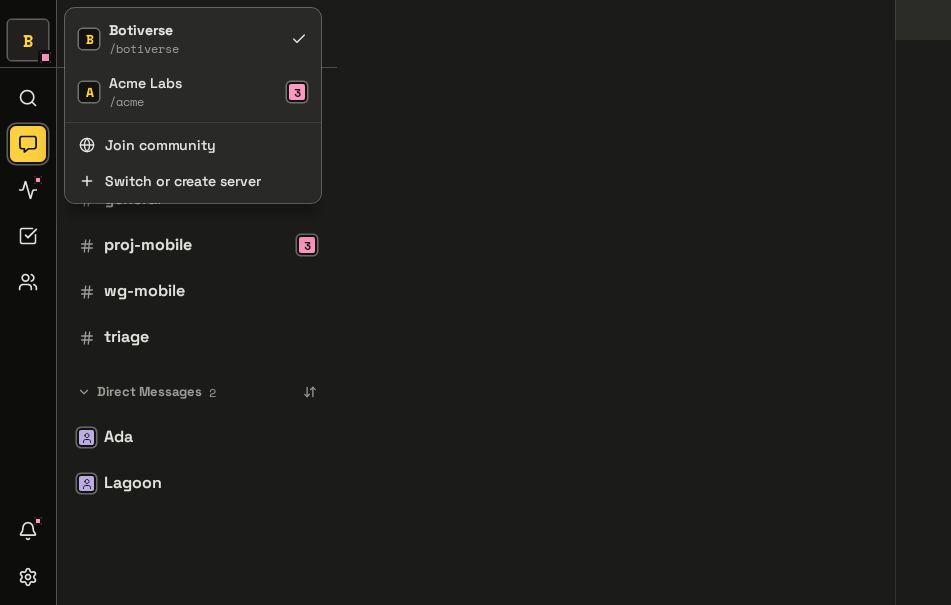 B
B
Botiverse
/botiverse
A
Acme Labs
/acme
3
Join community
Switch or create server
proj-mobile
3
wg-mobile
triage
Direct Messages 2
Ada
Lagoon